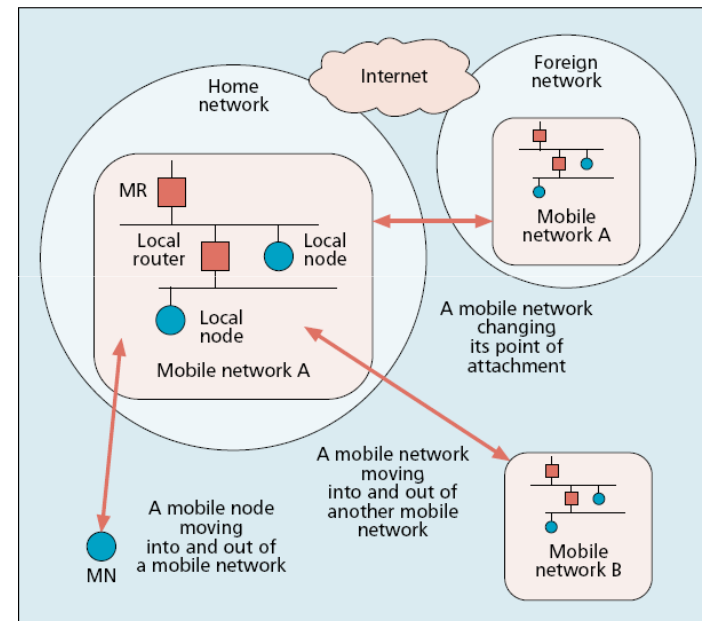 Home
network
Internet
Foreign
network
MR
Local
router
Local
node
Local
node
Mobile network A
Mobile
network A
A mobile network
changing
its point of
attachment
A mobile network
moving
into and out of
another mobile
network
A mobile node
moving
into and out of
a mobile network
MN
Mobile
network B